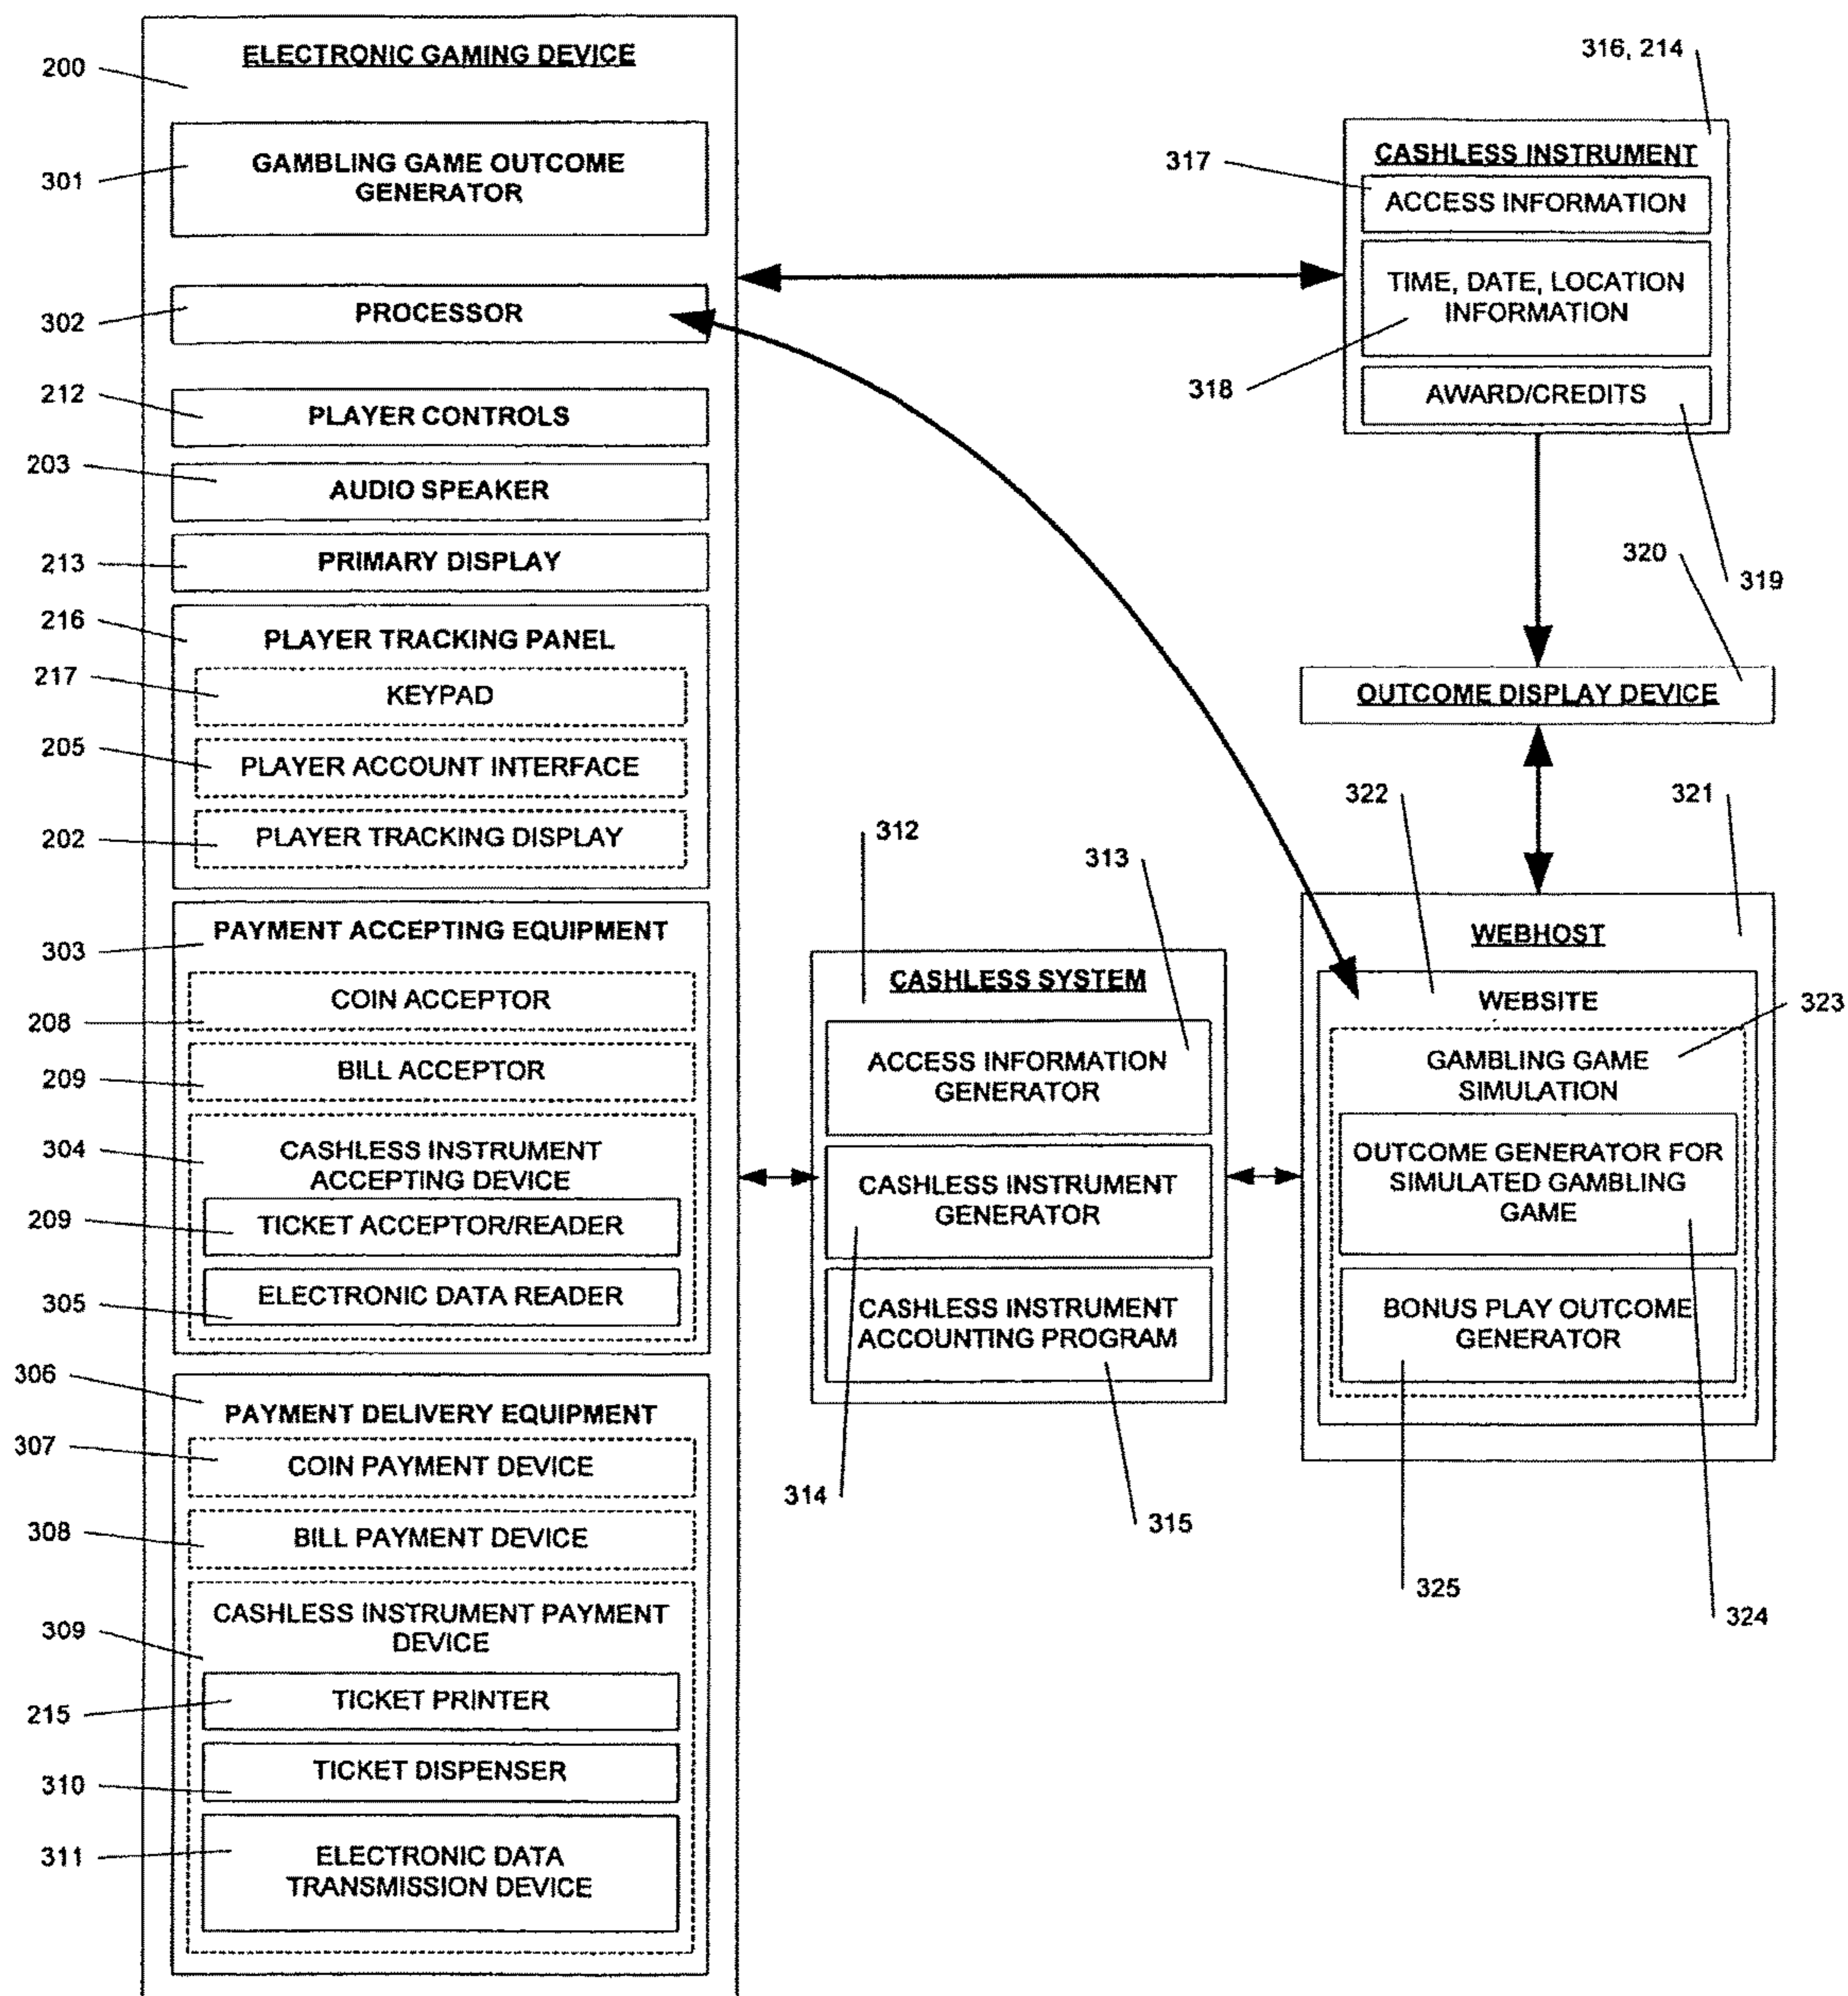 ELECTRONIC GAMING DEVICE
200
GAMBLING GAME OUTCOME
GENERATOR
301
PROCESSOR
302
212
PLAYER CONTROLS
203
AUDIO SPEAKER
213
PRIMARY DISPLAY
216
PLAYER TRACKING PANEL
217
KEYPAD
205
PLAYER ACCOUNT INTERFACE
202
PLAYER TRACKING DISPLAY
303
PAYMENT ACCEPTING EQUIPMENT
COIN ACCEPTOR
208
BILL ACCEPTOR
209
304
CASHLESS INSTRUMENT
ACCEPTING DEVICE
209
TICKET ACCEPTOR/READER
305
ELECTRONIC DATA READER
306
PAYMENT DELIVERY EQUIPMENT
307
COIN PAYMENT DEVICE
308
BILL PAYMENT DEVICE
CASHLESS INSTRUMENT PAYMENT
DEVICE
309
TICKET PRINTER
215
TICKET DISPENSER
310
311
ELECTRONIC DATA
TRANSMISSION DEVICE
312
313
CASHLESS SYSTEM
ACCESS INFORMATION
GENERATOR
CASHLESS INSTRUMENT
GENERATOR
CASHLESS INSTRUMENT
ACCOUNTING PROGRAM
314
315
316, 214
CASHLESS INSTRUMENT
317
ACCESS INFORMATION
TIME, DATE, LOCATION
INFORMATION
318
AWARD/CREDITS
319
320
OUTCOME DISPLAY DEVICE
322
321
WEBHOST
WEBSITE
323
GAMBLING GAME
SIMULATION
OUTCOME GENERATOR FOR
SIMULATED GAMBLING
GAME
BONUS PLAY OUTCOME
GENERATOR
325
324